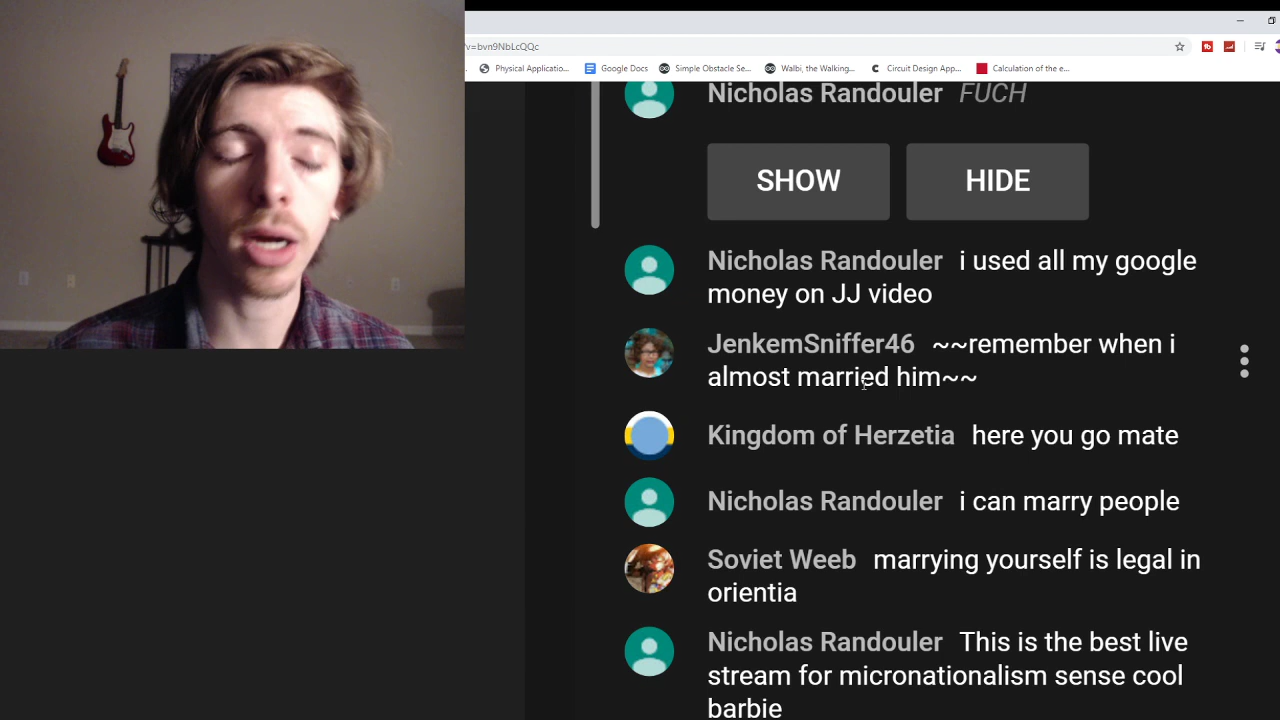 v=bvn9NbLcQQc
Physical Applicatio... Google Docs Simple Obstacle Se... Walbi, the Walking... Circuit Design App... Calculation of the e...
Nicholas Randouler FUCH
SHOW HIDE
Nicholas Randouler i used all my google
money on JJ video
JenkemSniffer46 ~~remember when i
almost married him~~
Kingdom of Herzetia here you go mate
Nicholas Randouler i can marry people
Soviet Weeb marrying yourself is legal in
orientia
Nicholas Randouler This is the best live
stream for micronationalism sense cool
barbie